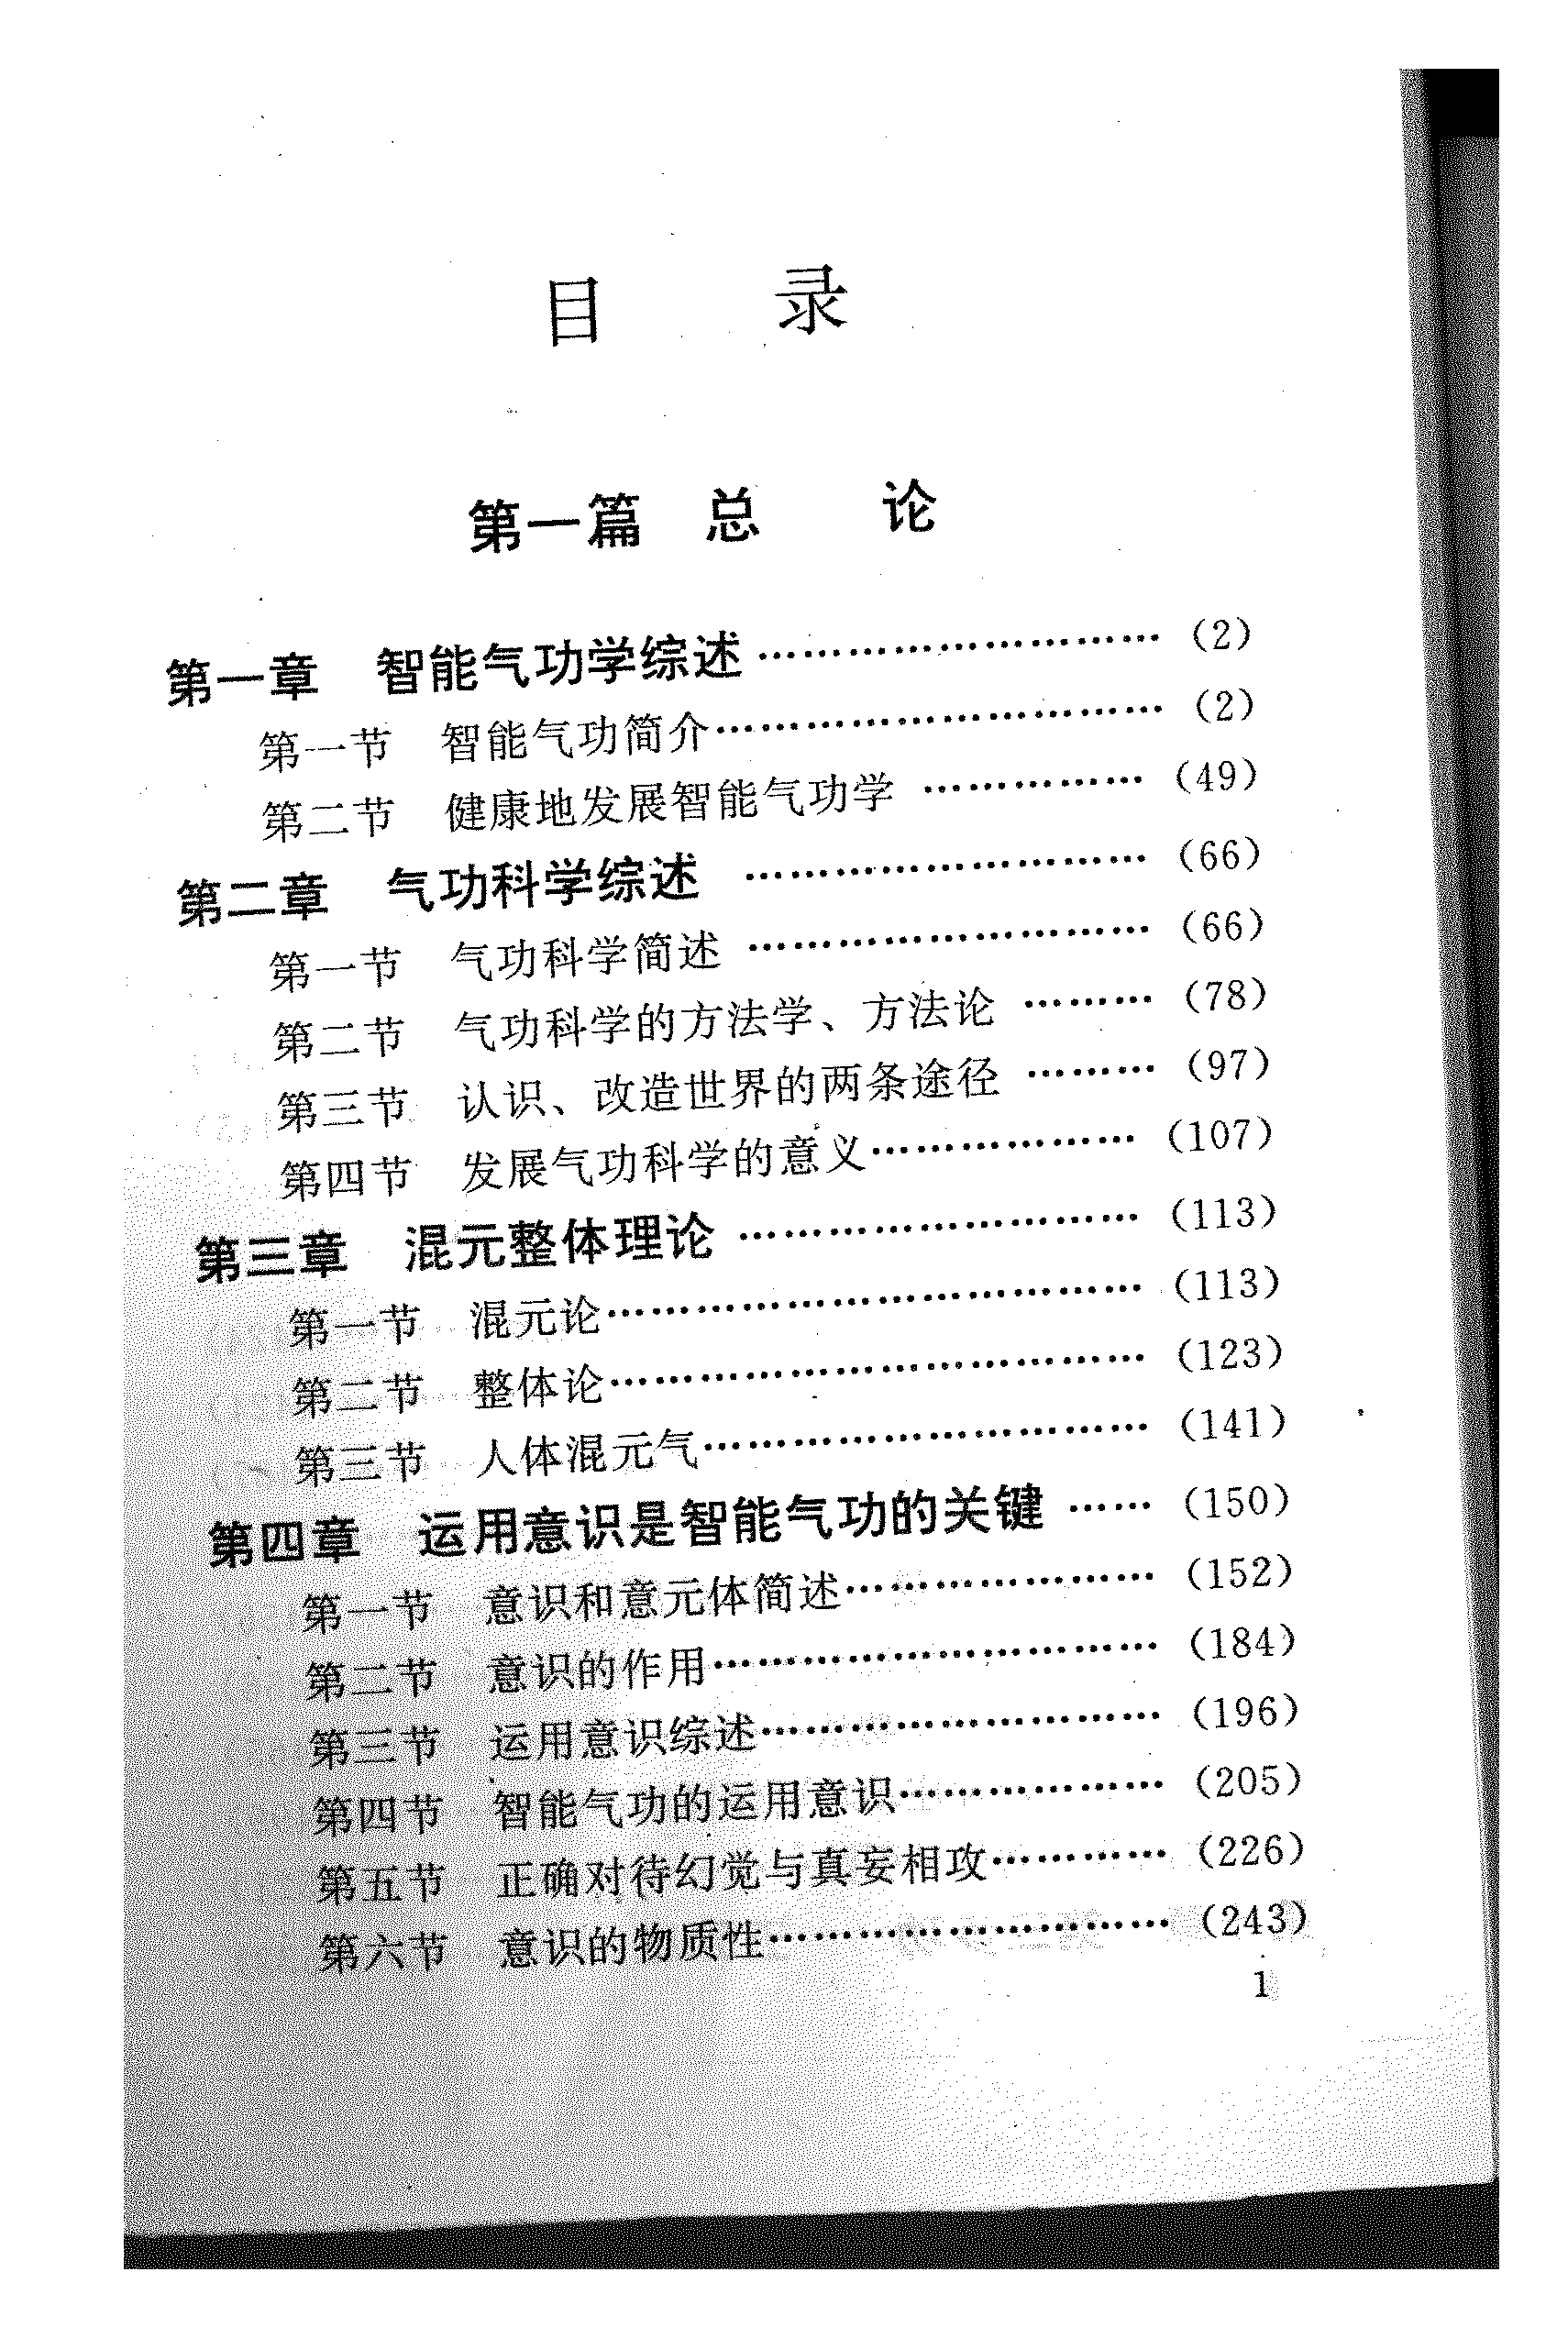 目 录
第一篇 总 论
第一章 智能气功学综述……………………… (2)
第一节 智能气功简介………………………… (2)
第二节 健康地发展智能气功学 …………… (49)
第二章 气功科学综述 ……………………… (66)
第一节 气功科学简述 ……………………… (66)
第二节 气功科学的方法学、方法论 ……… (78)
第三节 认识、改造世界的两条途径 ……… (97)
第四节 发展气功科学的意义……………… (107)
第三章 混元整体理论 ……………………… (113)
第一节 混元论……………………………… (113)
第二节 整体论……………………………… (123)
第三节 人体混元气………………………… (141)
第四章 运用意识是智能气功的关键 …… (150)
第一节 意识和意元体简述………………… (152)
第二节 意识的作用………………………… (184)
第三节 运用意识综述……………………… (196)
第四节 智能气功的运用意识……………… (205)
第五节 正确对待幻觉与真妄相攻………… (226)
第六节 意识的物质性……………………… (243)
1